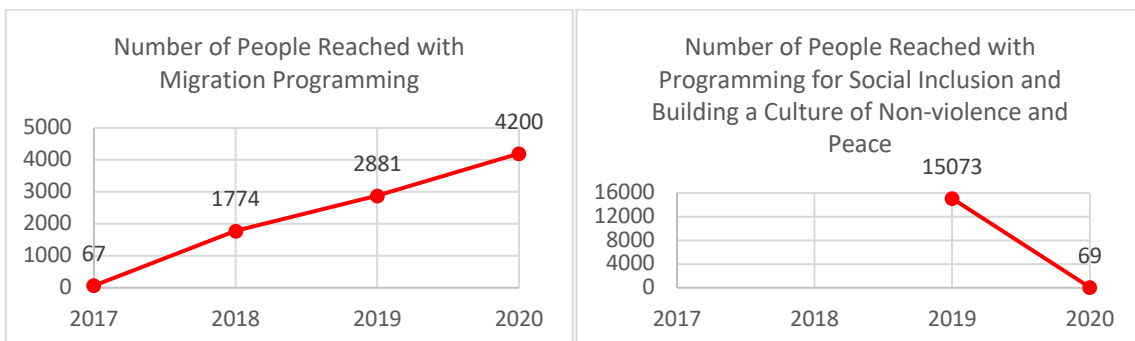 Number of People Reached with
Migration Programming
5000
4000
3000
2000
1000
0
67
1774
2881
4200
2017 2018 2019 2020
Number of People Reached with
Programming for Social Inclusion and
Building a Culture of Non-violence and
Peace
16000
12000
8000
4000
0
15073
69
2017 2018 2019 2020